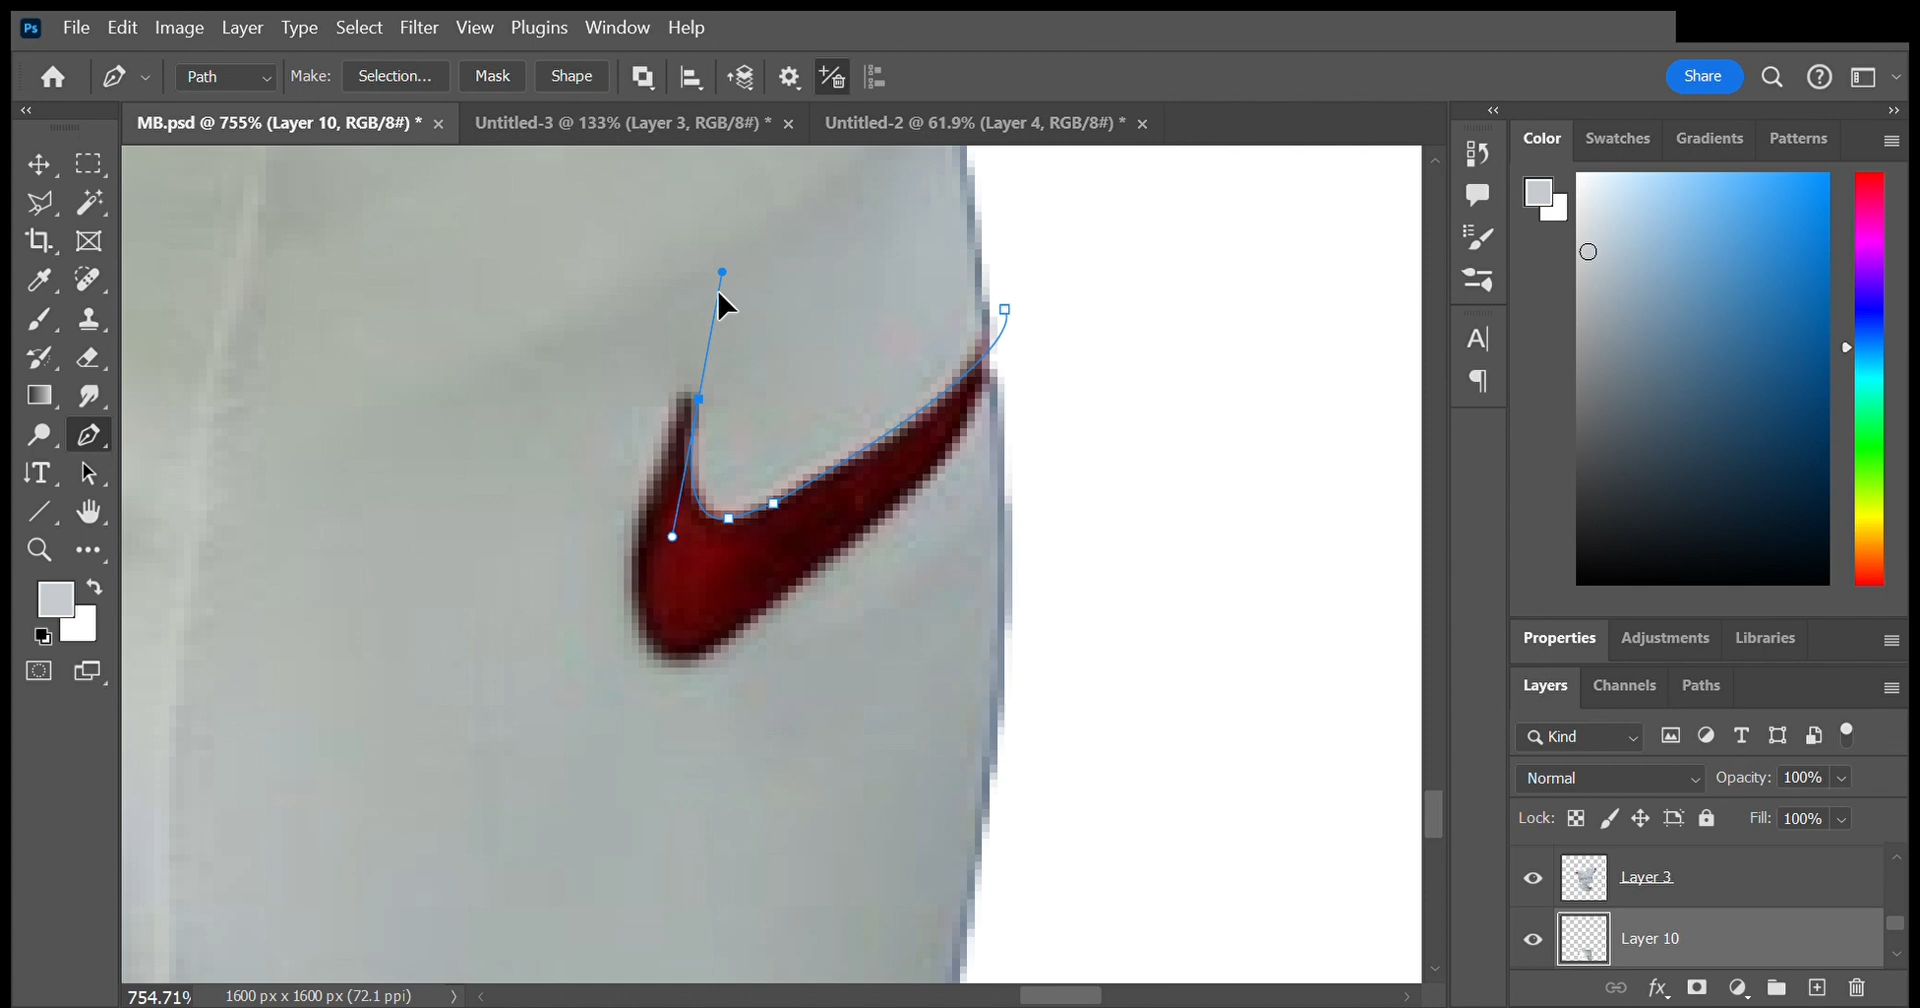 Ps File Edit Image Layer Type Select Filter View Plugins Window Help
Path Make: Selection... Mask Shape Share
MB.psd @ 755% (Layer 10, RGB/8#) * Untitled-3 @ 133% (Layer 3, RGB/8#) * Untitled-2 @ 61.9% (Layer 4, RGB/8#) *
Color Swatches Gradients Patterns
Properties Adjustments Libraries
Layers Channels Paths
Kind
Normal Opacity: 100%
Lock: Fill: 100%
Layer 3
Layer 10
754.71% 1600 px x 1600 px (72.1 ppi)
fx